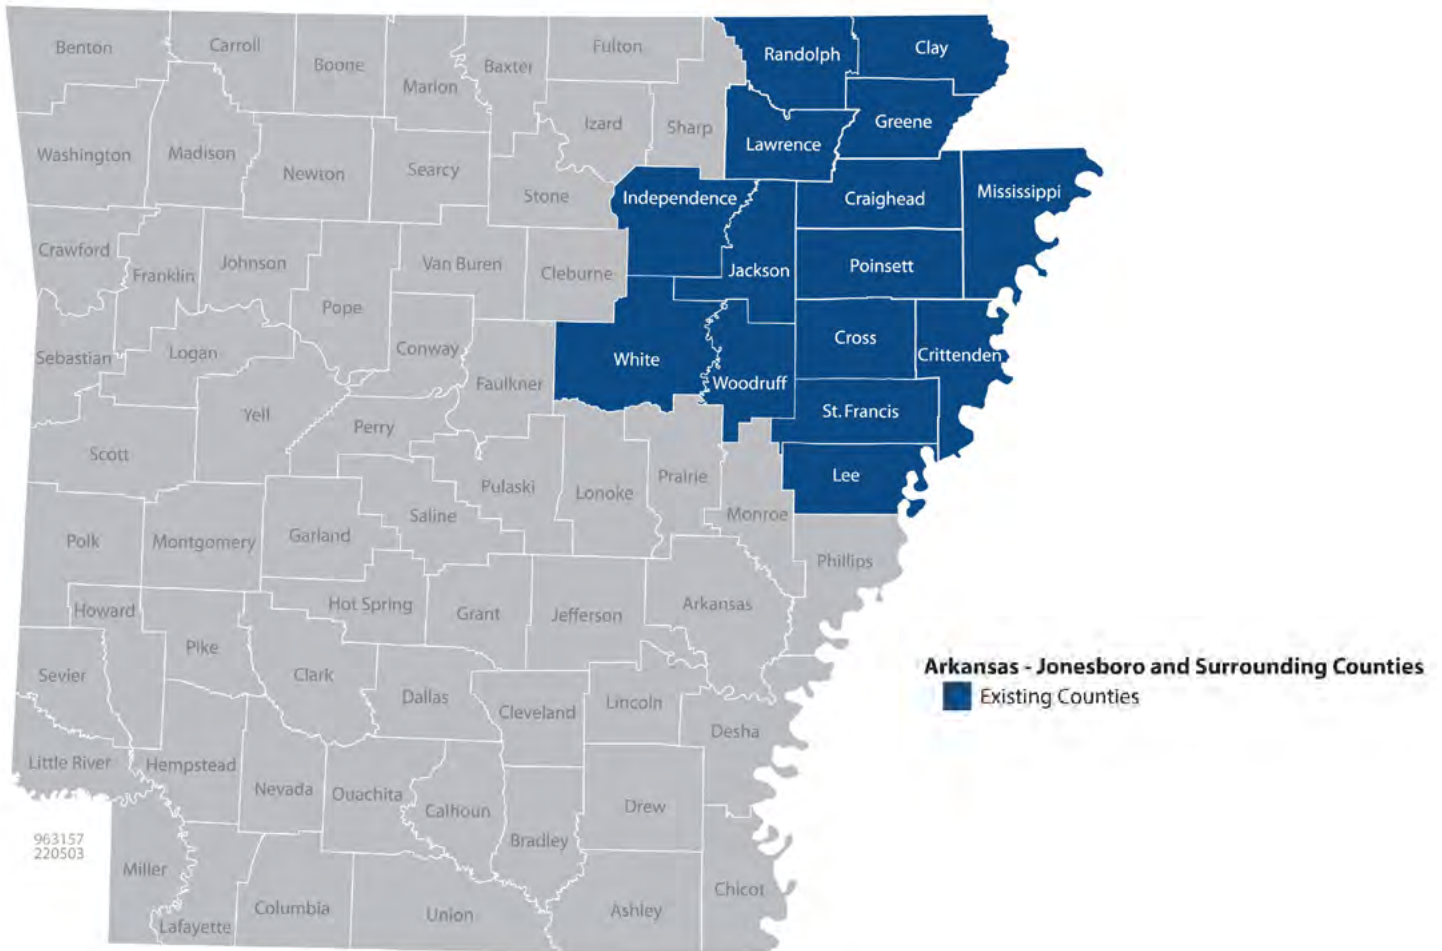 Benton
Carroll
Boone
Marion
Baxter
Fulton
Randolph
Clay
Washington
Madison
Newton
Searcy
Stone
Izard
Sharp
Lawrence
Greene
Independence
Craighead
Mississippi
Crawford
Franklin
Johnson
Pope
Van Buren
Cleburne
Jackson
Poinsett
Sebastian
Logan
Conway
Faulkner
White
Woodruff
Cross
Crittenden
Scott
Yell
Perry
St. Francis
Lee
Polk
Montgomery
Garland
Saline
Pulaski
Lonoke
Prairie
Monroe
Phillips
Howard
Pike
Hot Spring
Grant
Jefferson
Arkansas
Sevier
Clark
Dallas
Cleveland
Lincoln
Desha
Arkansas - Jonesboro and Surrounding Counties
Existing Counties
Little River
Hempstead
Nevada
Ouachita
Calhoun
Bradley
Drew
963157
220503
Miller
Lafayette
Columbia
Union
Ashley
Chicot